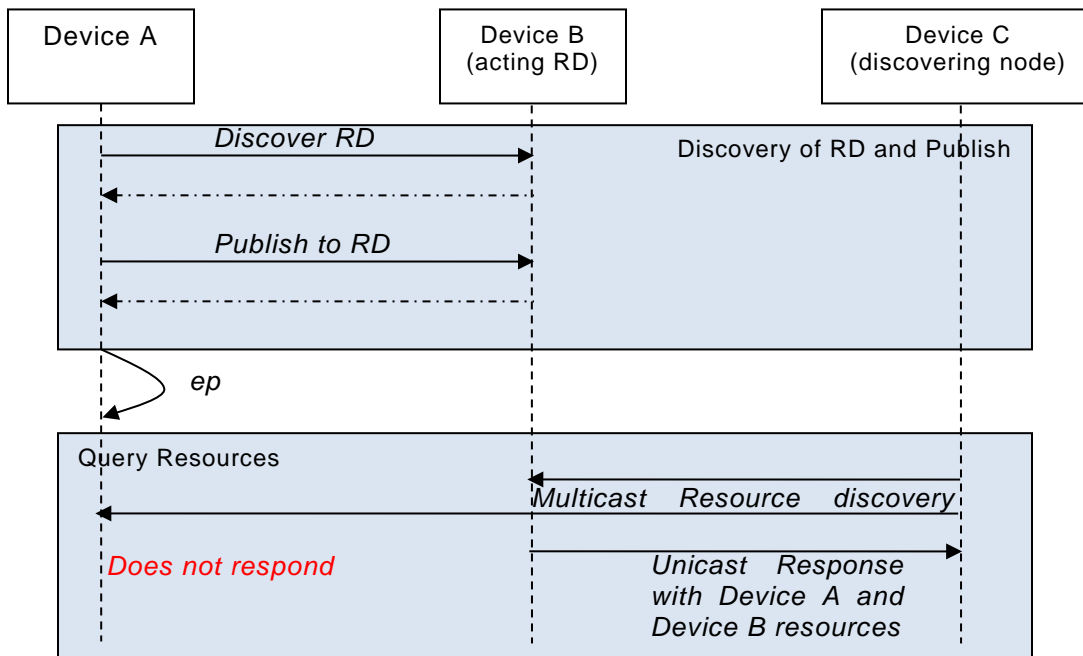 Device A
Device B
(acting RD)
Device C
(discovering node)
Discover RD
Discovery of RD and Publish
Publish to RD
ep
Query Resources
Multicast Resource discovery
Does not respond
Unicast Response
with Device A and
Device B resources